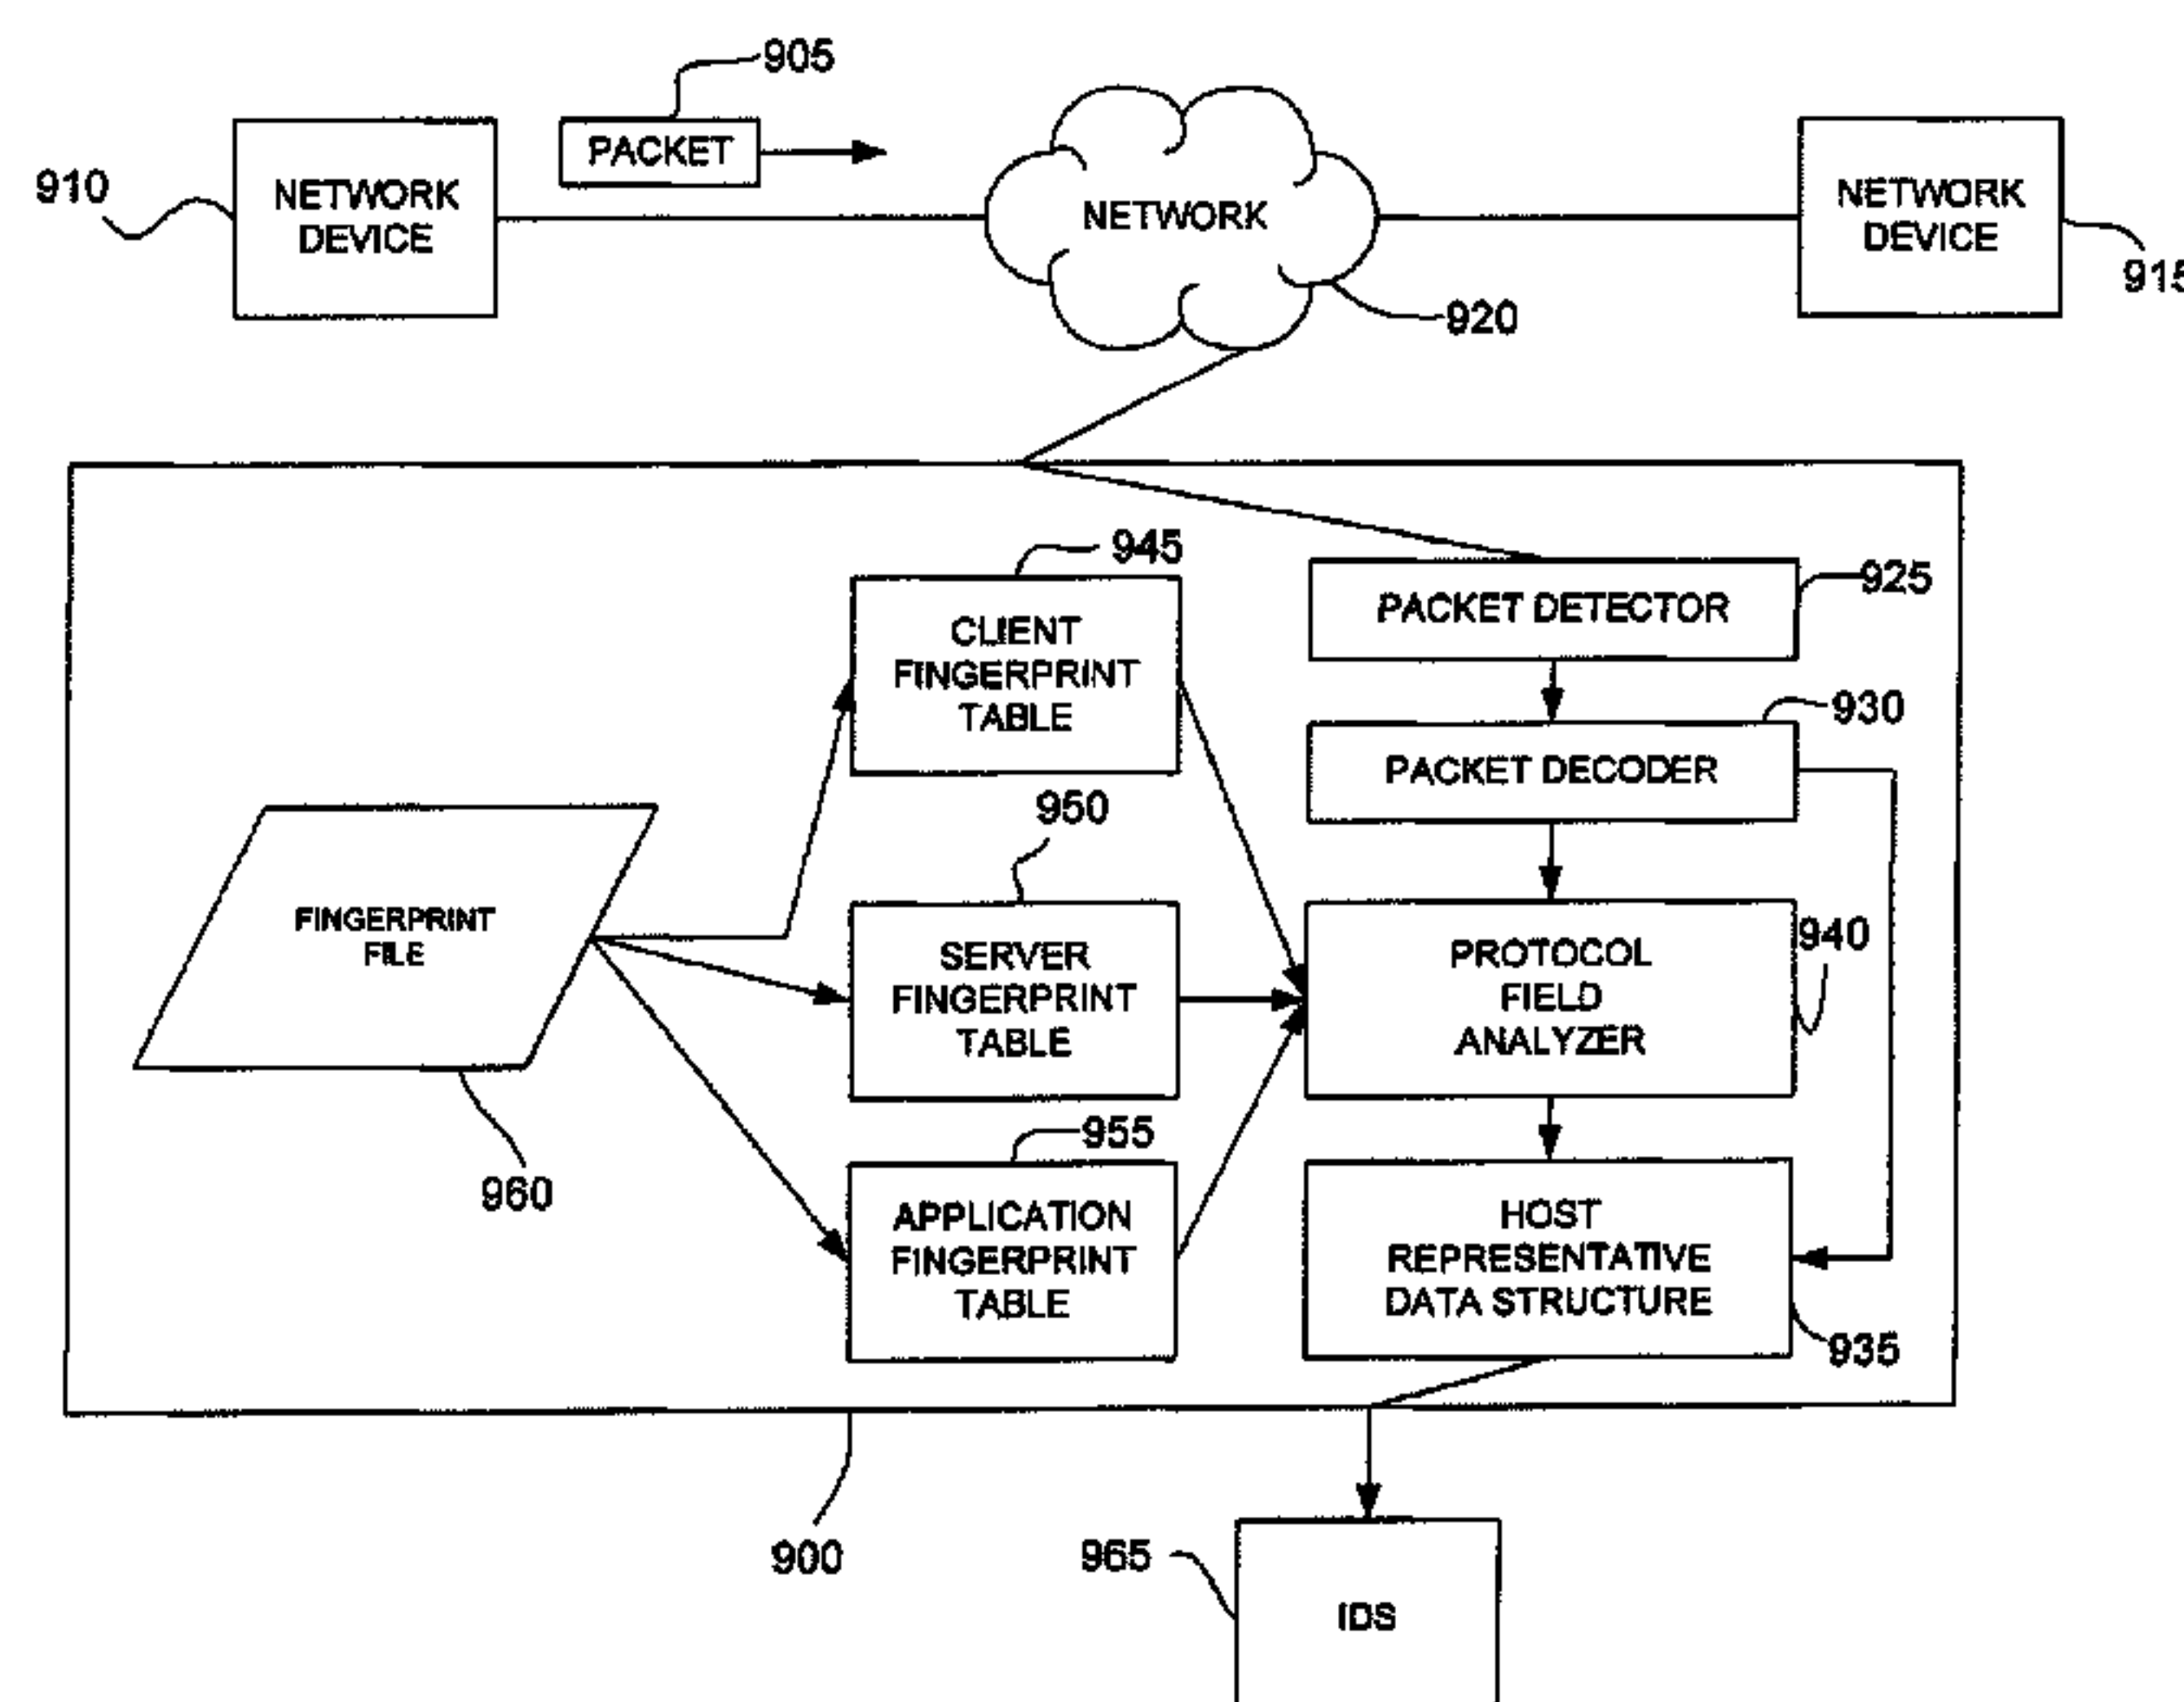 905
PACKET
910
NETWORK
DEVICE
NETWORK
NETWORK
DEVICE
915
920
945
CLIENT
FINGERPRINT
TABLE
PACKET DETECTOR
925
930
PACKET DECODER
950
FINGERPRINT
FILE
SERVER
FINGERPRINT
TABLE
PROTOCOL
FIELD
ANALYZER
940
960
955
APPLICATION
FINGERPRINT
TABLE
HOST
REPRESENTATIVE
DATA STRUCTURE
935
900
965
IDS